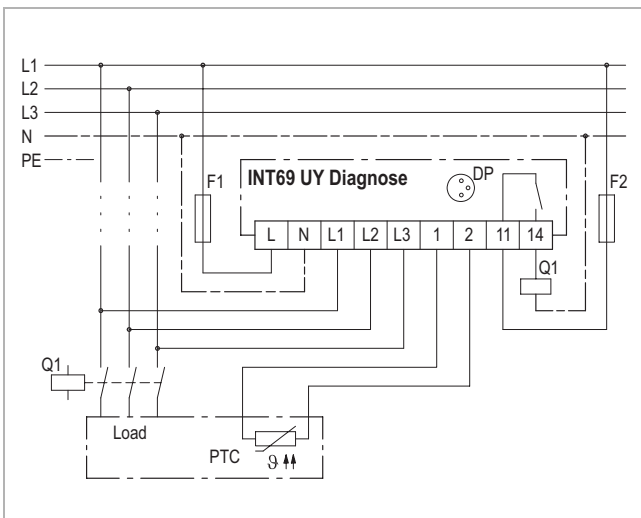 L1
L2
L3
N
PE
F1
INT69 UY Diagnose
DP
F2
L N L1 L2 L3 1 2 11 14
Q1
Q1
Load
PTC
ϑ